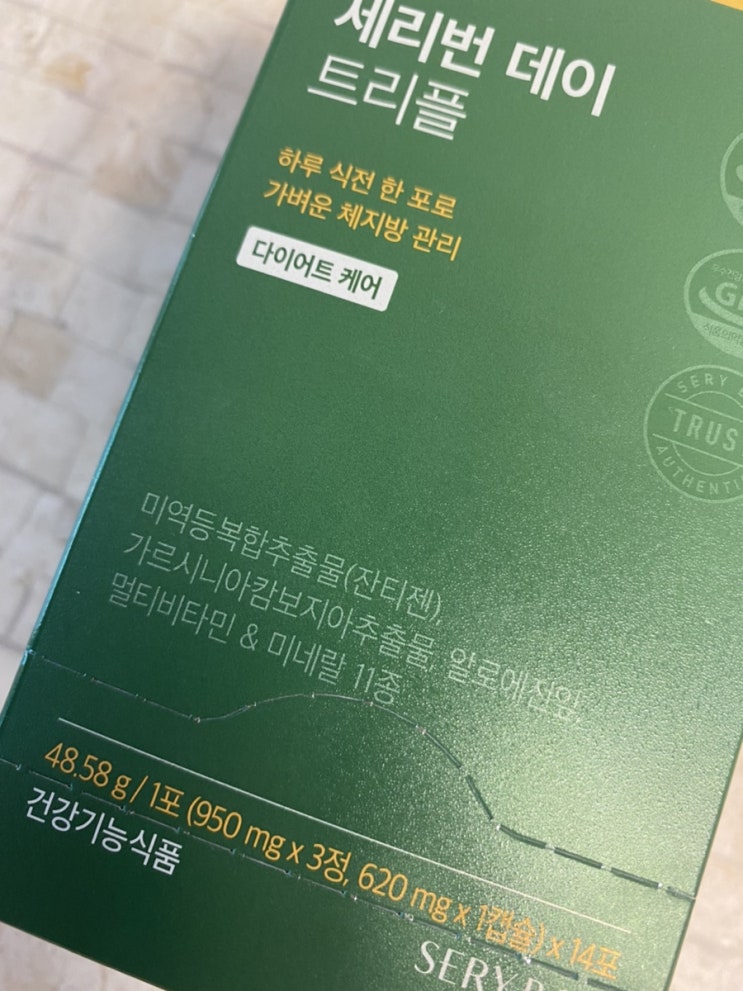 세리번 데이
트리플
하루 식전 한 포로
가벼운 체지방 관리
다이어트 케어
SERY
TRUS
AUTHENTI
미역등복합추출물(잔티젠),
가르시니아캄보지아추출물, 알로에전잎,
멀티비타민 & 미네랄 11종
48.58 g / 1포 (950 mg x 3정, 620 mg x 1캡슐) x 14포
건강기능식품
SERY